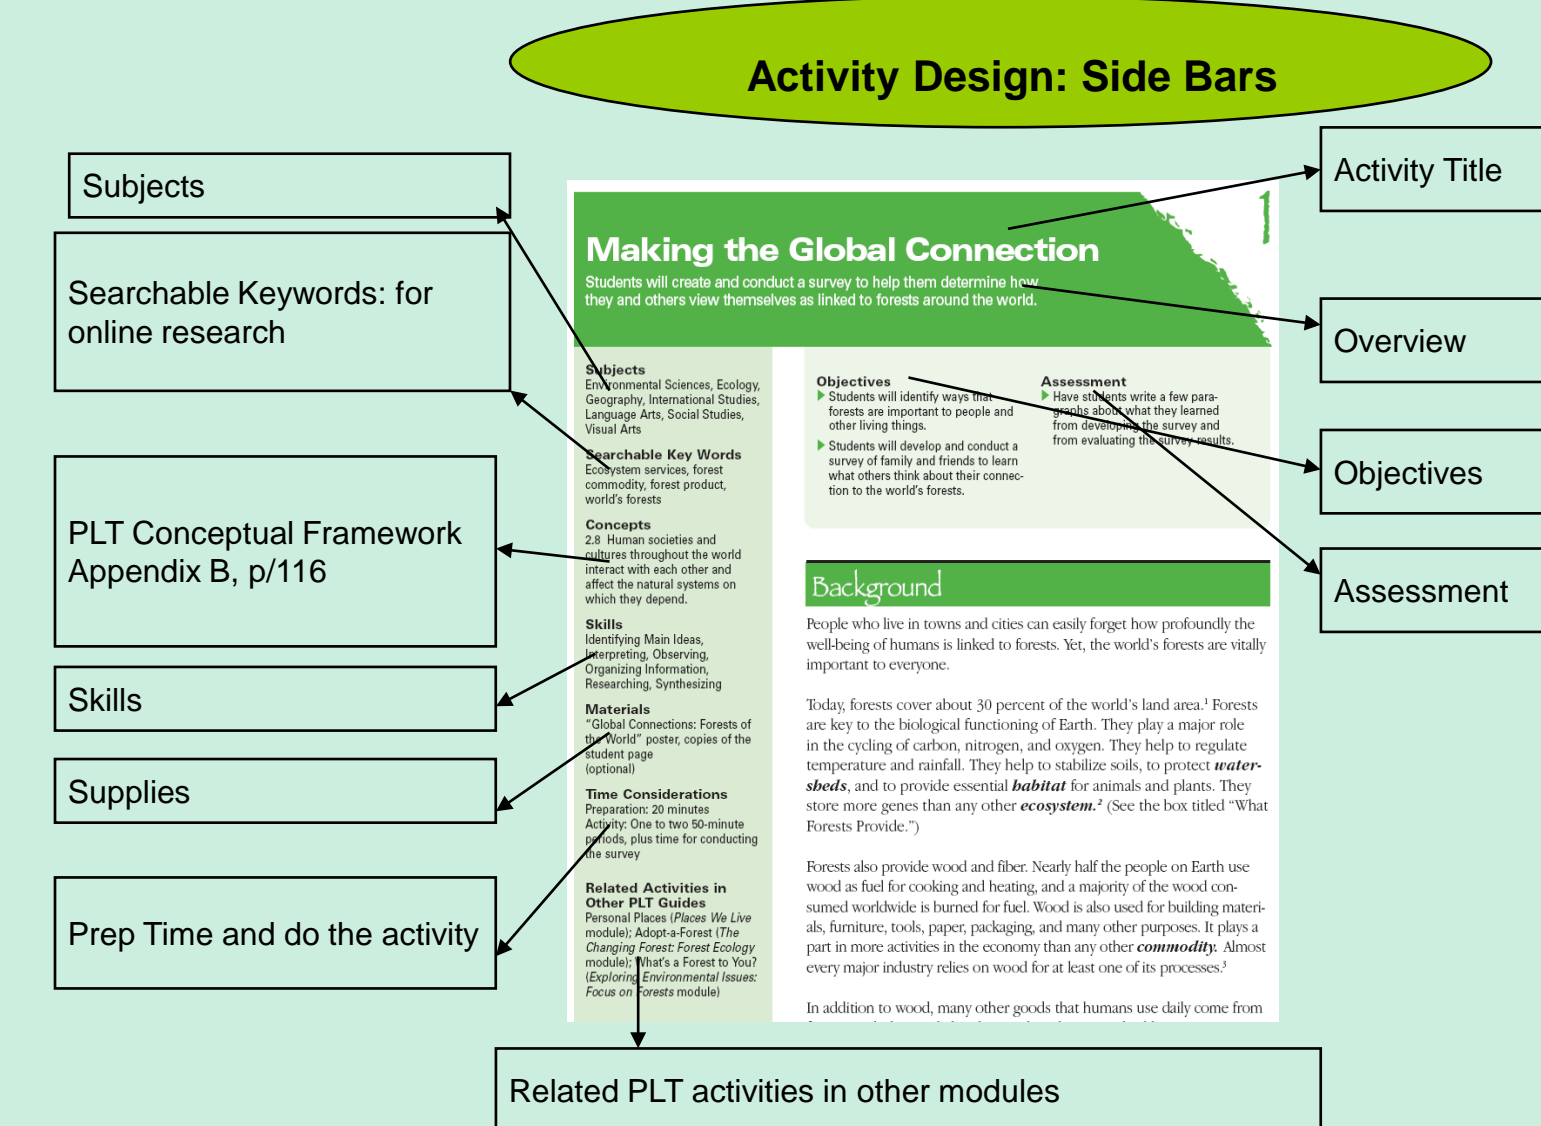 Activity Design: Side Bars
Subjects
Searchable Keywords: for
online research
PLT Conceptual Framework
Appendix B, p/116
Skills
Supplies
Prep Time and do the activity
1
Making the Global Connection
Students will create and conduct a survey to help them determine how
they and others view themselves as linked to forests around the world.
Subjects
Environmental Sciences, Ecology,
Geography, International Studies,
Language Arts, Social Studies,
Visual Arts
Searchable Key Words
Ecosystem services, forest
commodity, forest product,
world's forests
Concepts
2.8 Human societies and
cultures throughout the world
interact with each other and
affect the natural systems on
which they depend.
Skills
Identifying Main Ideas,
Interpreting, Observing,
Organizing Information,
Researching, Synthesizing
Materials
"Global Connections: Forests of
the World" poster, copies of the
student page
(optional)
Time Considerations
Preparation: 20 minutes
Activity: One to two 50-minute
periods, plus time for conducting
the survey
Related Activities in
Other PLT Guides
Personal Places (Places We Live
module); Adopt-a-Forest (The
Changing Forest: Forest Ecology
module); What's a Forest to You?
(Exploring Environmental Issues:
Focus on Forests module)
Objectives
Students will identify ways that
forests are important to people and
other living things.
Students will develop and conduct a
survey of family and friends to learn
what others think about their connec-
tion to the world's forests.
Assessment
Have students write a few para-
graphs about what they learned
from developing the survey and
from evaluating the survey results.
Background
People who live in towns and cities can easily forget how profoundly the
well-being of humans is linked to forests. Yet, the world's forests are vitally
important to everyone.
Today, forests cover about 30 percent of the world's land area.¹ Forests
are key to the biological functioning of Earth. They play a major role
in the cycling of carbon, nitrogen, and oxygen. They help to regulate
temperature and rainfall. They help to stabilize soils, to protect water-
sheds, and to provide essential habitat for animals and plants. They
store more genes than any other ecosystem.² (See the box titled "What
Forests Provide.")
Forests also provide wood and fiber. Nearly half the people on Earth use
wood as fuel for cooking and heating, and a majority of the wood con-
sumed worldwide is burned for fuel. Wood is also used for building materi-
als, furniture, tools, paper, packaging, and many other purposes. It plays a
part in more activities in the economy than any other commodity. Almost
every major industry relies on wood for at least one of its processes.³
In addition to wood, many other goods that humans use daily come from
Activity Title
Overview
Objectives
Assessment
Related PLT activities in other modules